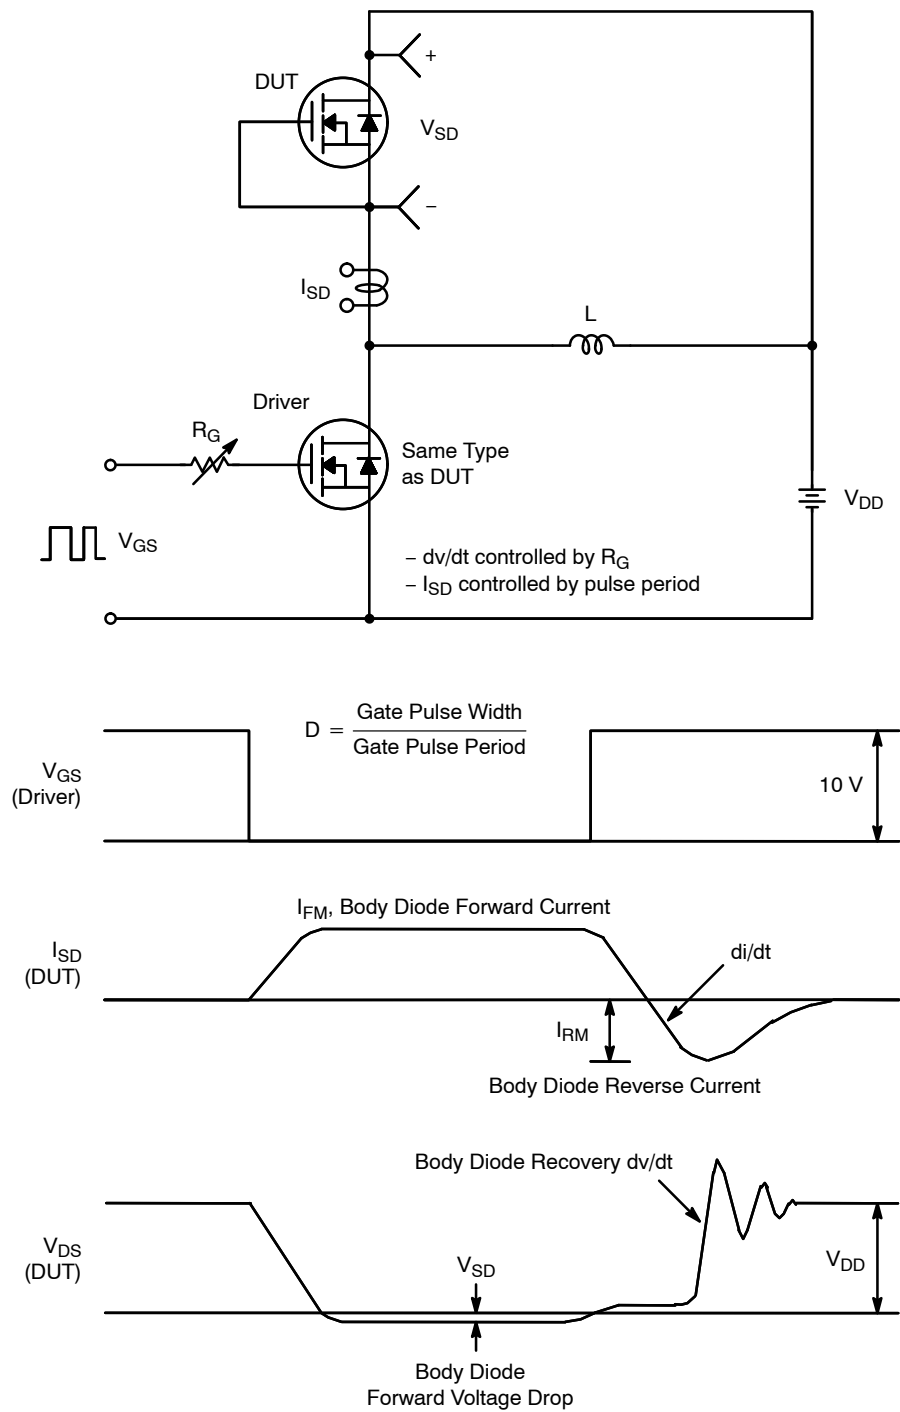 +
DUT
V_SD
−
I_SD
L
Driver
R_G
Same Type
as DUT
V_DD
V_GS
− dv/dt controlled by R_G
− I_SD controlled by pulse period
D = Gate Pulse Width
Gate Pulse Period
V_GS
(Driver)
10 V
I_FM, Body Diode Forward Current
I_SD
(DUT)
di/dt
I_RM
Body Diode Reverse Current
Body Diode Recovery dv/dt
V_DS
(DUT)
V_SD
V_DD
Body Diode
Forward Voltage Drop